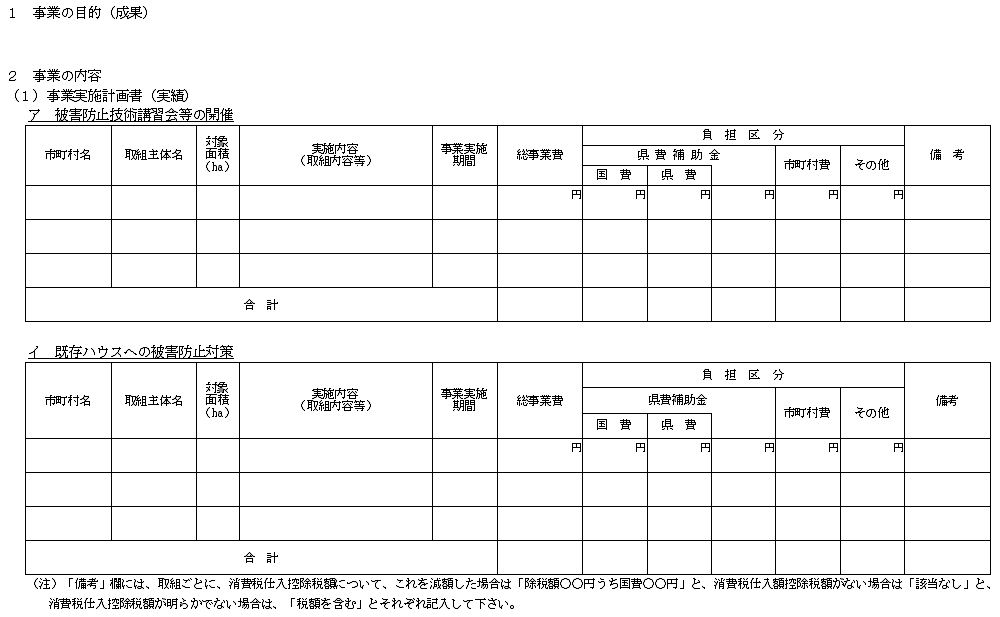 １　事業の目的（成果）
２　事業の内容
（１）事業実施計画書（実績）
ア　被害防止技術講習会等の開催
市町村名　取組主体名　対象面積（ha）　実施内容（取組内容等）　事業実施期間　総事業費　負　担　区　分　備　考
県 費 補 助 金　市町村費　その他
国　費　県　費
円　円　円　円　円　円
合　計
イ　既存ハウスへの被害防止対策
市町村名　取組主体名　対象面積（ha）　実施内容（取組内容等）　事業実施期間　総事業費　負　担　区　分　備考
県費補助金　市町村費　その他
国　費　県　費
円　円　円　円　円　円
合　計
（注）「備考」欄には、取組ごとに、消費税仕入控除税額について、これを減額した場合は「除税額〇〇円うち国費〇〇円」と、消費税仕入額控除税額がない場合は「該当なし」と、
消費税仕入控除税額が明らかでない場合は、「税額を含む」とそれぞれ記入して下さい。